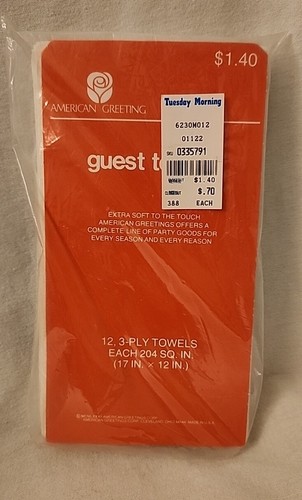 $1.40
AMERICAN GREETING
Tuesday Morning
6230M012
01122
0335791
$1.40
$.70
388 EACH
guest
EXTRA SOFT TO THE TOUCH
AMERICAN GREETINGS OFFERS A
COMPLETE LINE OF PARTY GOODS FOR
EVERY SEASON AND EVERY REASON
12, 3-PLY TOWELS
EACH 204 SQ. IN.
(17 IN. × 12 IN.)